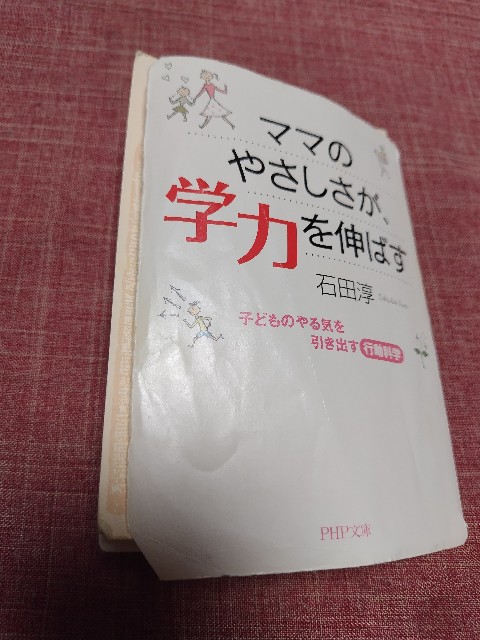 ママの
やさしさが、
学力を伸ばす
石田淳
子どものやる気を
引き出す行動科学
PHP文庫